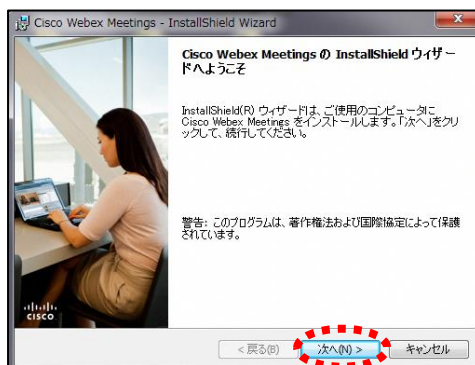 Cisco Webex Meetings - InstallShield Wizard
Cisco Webex Meetings の InstallShield ウィザー
ドへようこそ
InstallShield(R) ウィザードは、ご使用のコンピュータに
Cisco Webex Meetings をインストールします。「次へ」をクリ
ックして、続行してください。
警告: このプログラムは、著作権法および国際協定によって保護
されています。
cisco
< 戻る(B)
次へ(N) >
キャンセル